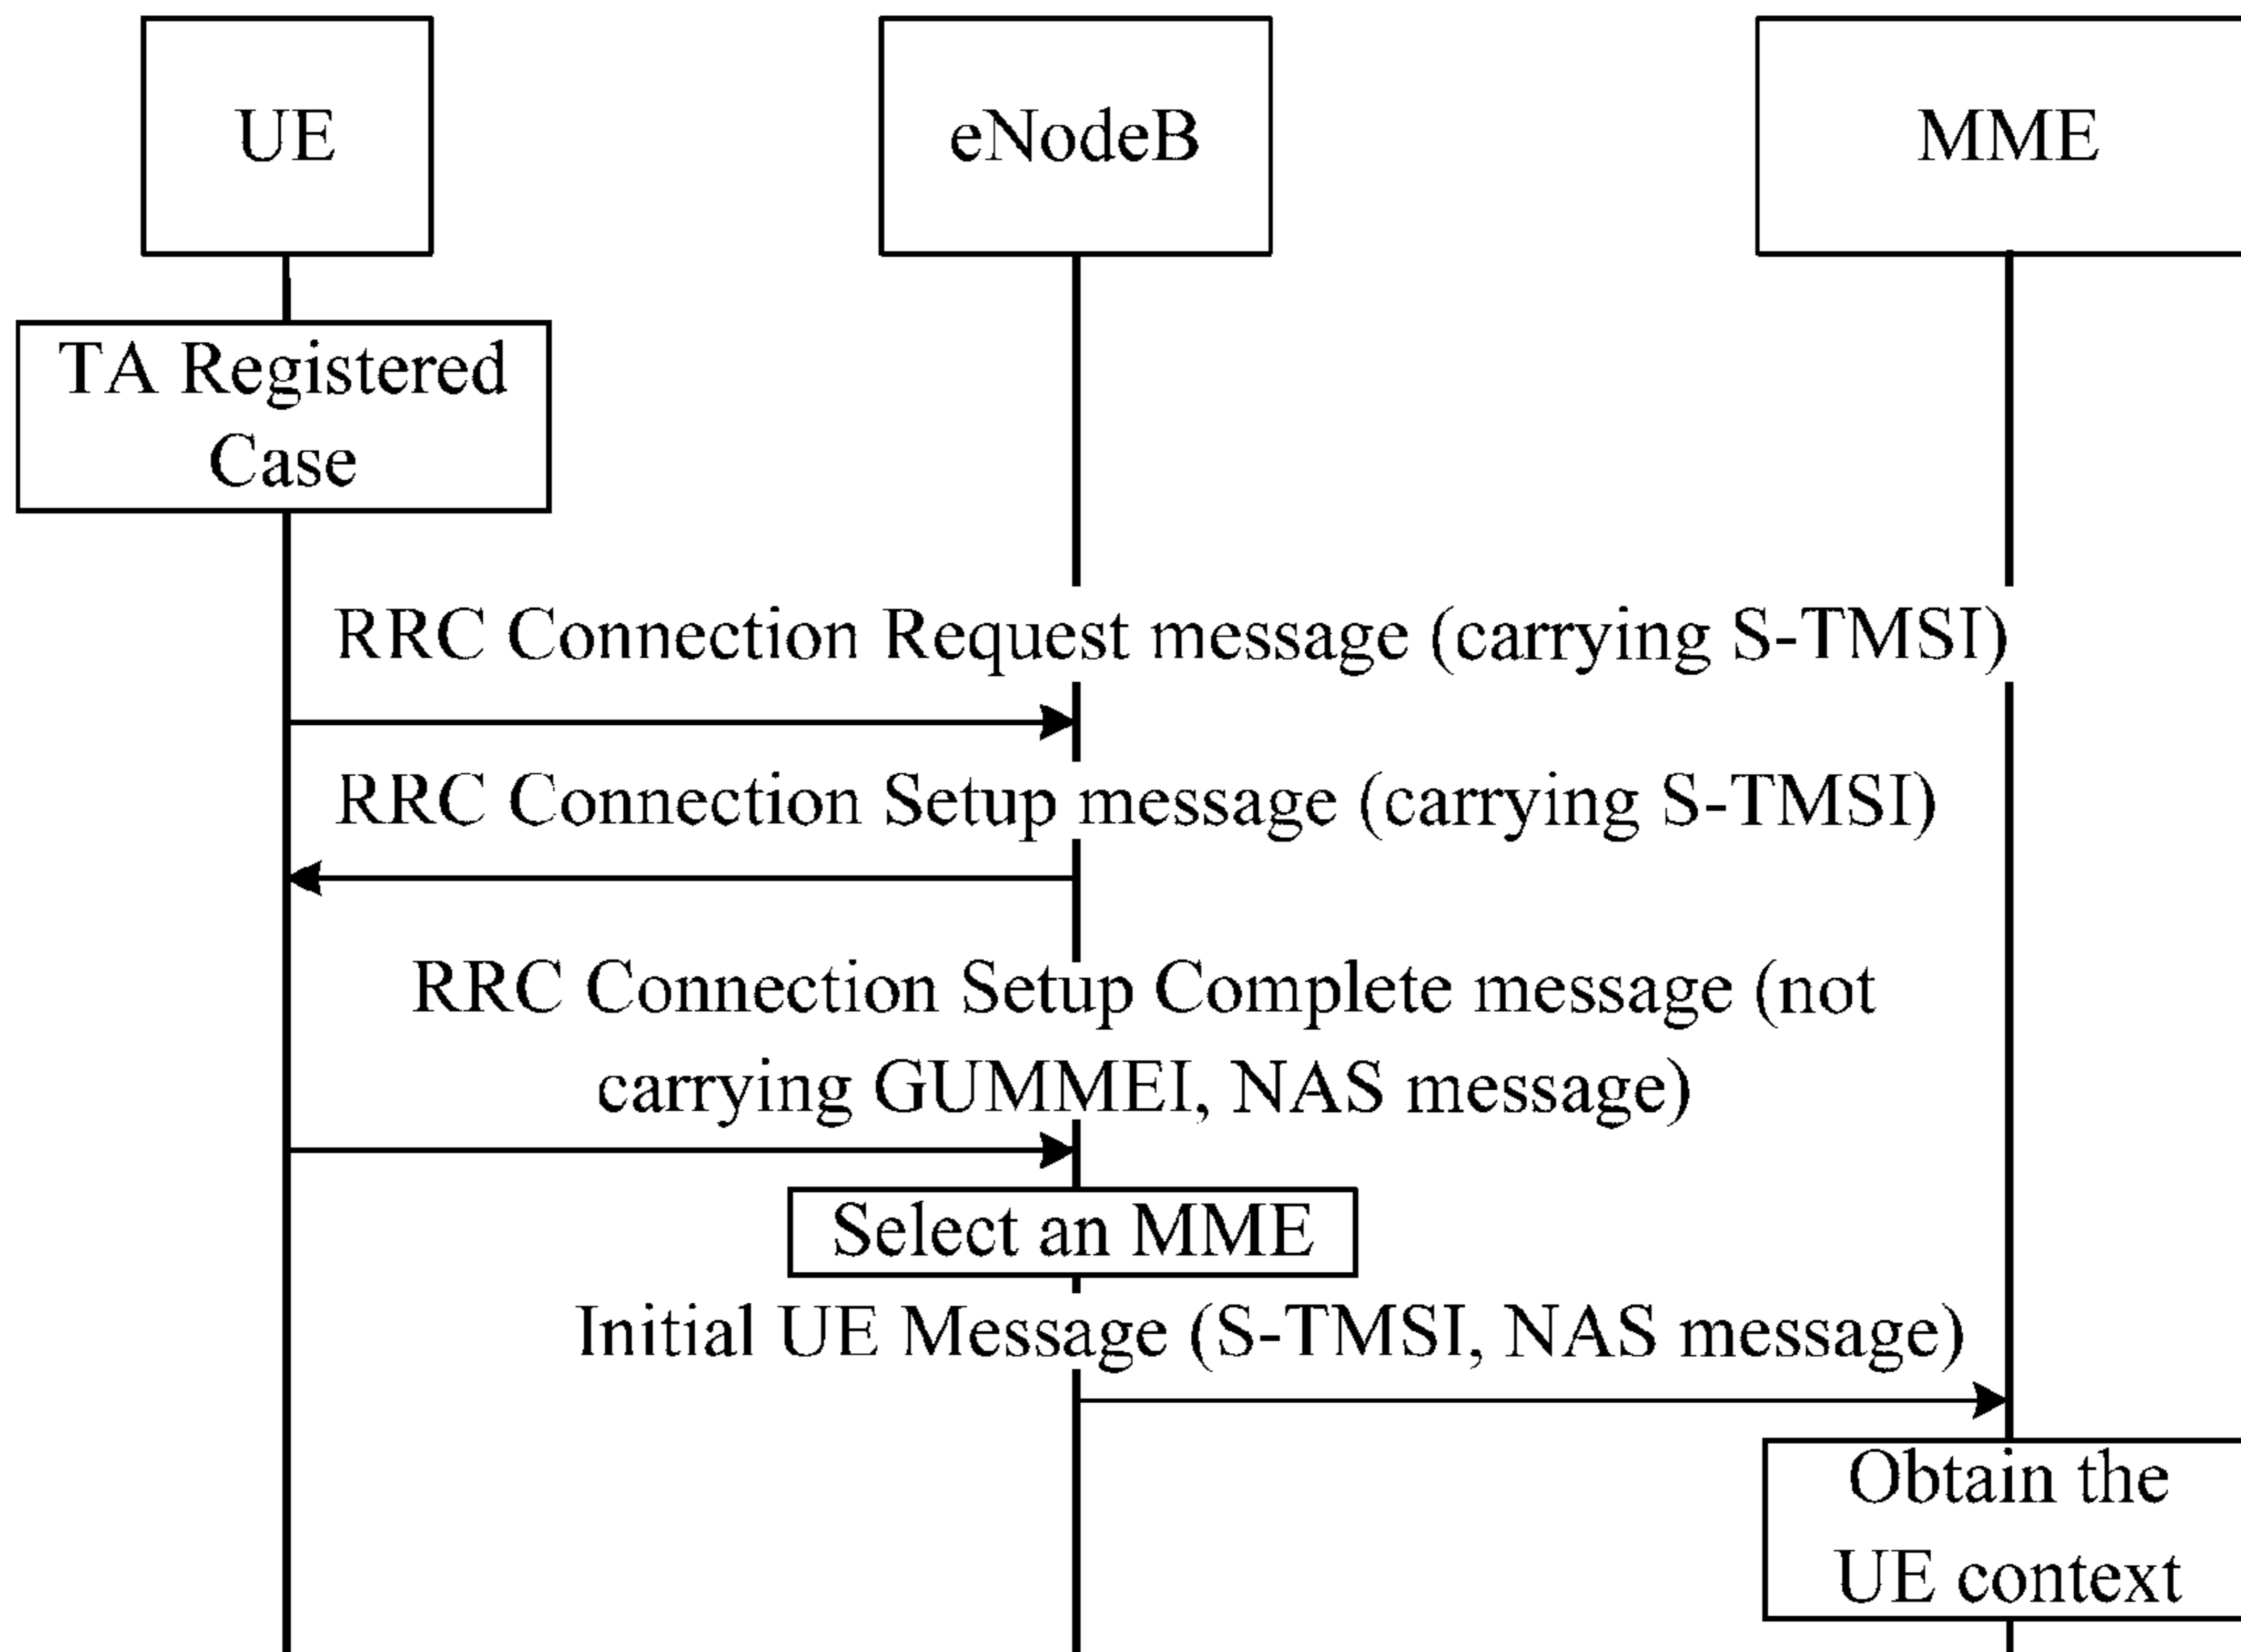 UE
eNodeB
MME
TA Registered
Case
RRC Connection Request message (carrying S-TMSI)
RRC Connection Setup message (carrying S-TMSI)
RRC Connection Setup Complete message (not
carrying GUMMEI, NAS message)
Select an MME
Initial UE Message (S-TMSI, NAS message)
Obtain the
UE context